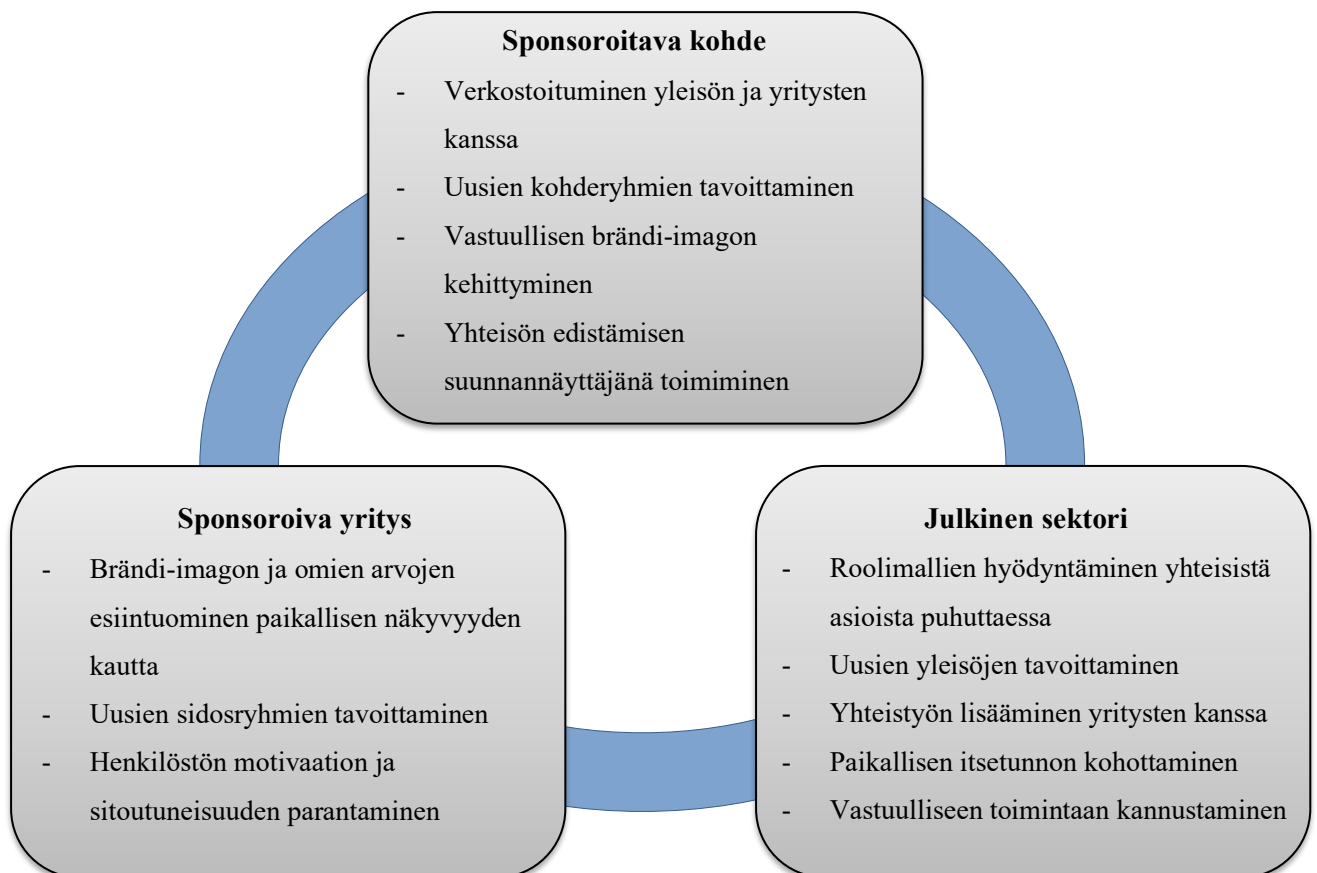 Sponsoroitava kohde
- Verkostoituminen yleisön ja yritysten
kanssa
- Uusien kohderyhmien tavoittaminen
- Vastuullisen brändi-imagon
kehittyminen
- Yhteisön edistämisen
suunnannäyttäjänä toimiminen
Sponsoroiva yritys
- Brändi-imagon ja omien arvojen
esiintuominen paikallisen näkyvyyden
kautta
- Uusien sidosryhmien tavoittaminen
- Henkilöstön motivaation ja
sitoutuneisuuden parantaminen
Julkinen sektori
- Roolimallien hyödyntäminen yhteisistä
asioista puhuttaessa
- Uusien yleisöjen tavoittaminen
- Yhteistyön lisääminen yritysten kanssa
- Paikallisen itsetunnon kohottaminen
- Vastuulliseen toimintaan kannustaminen